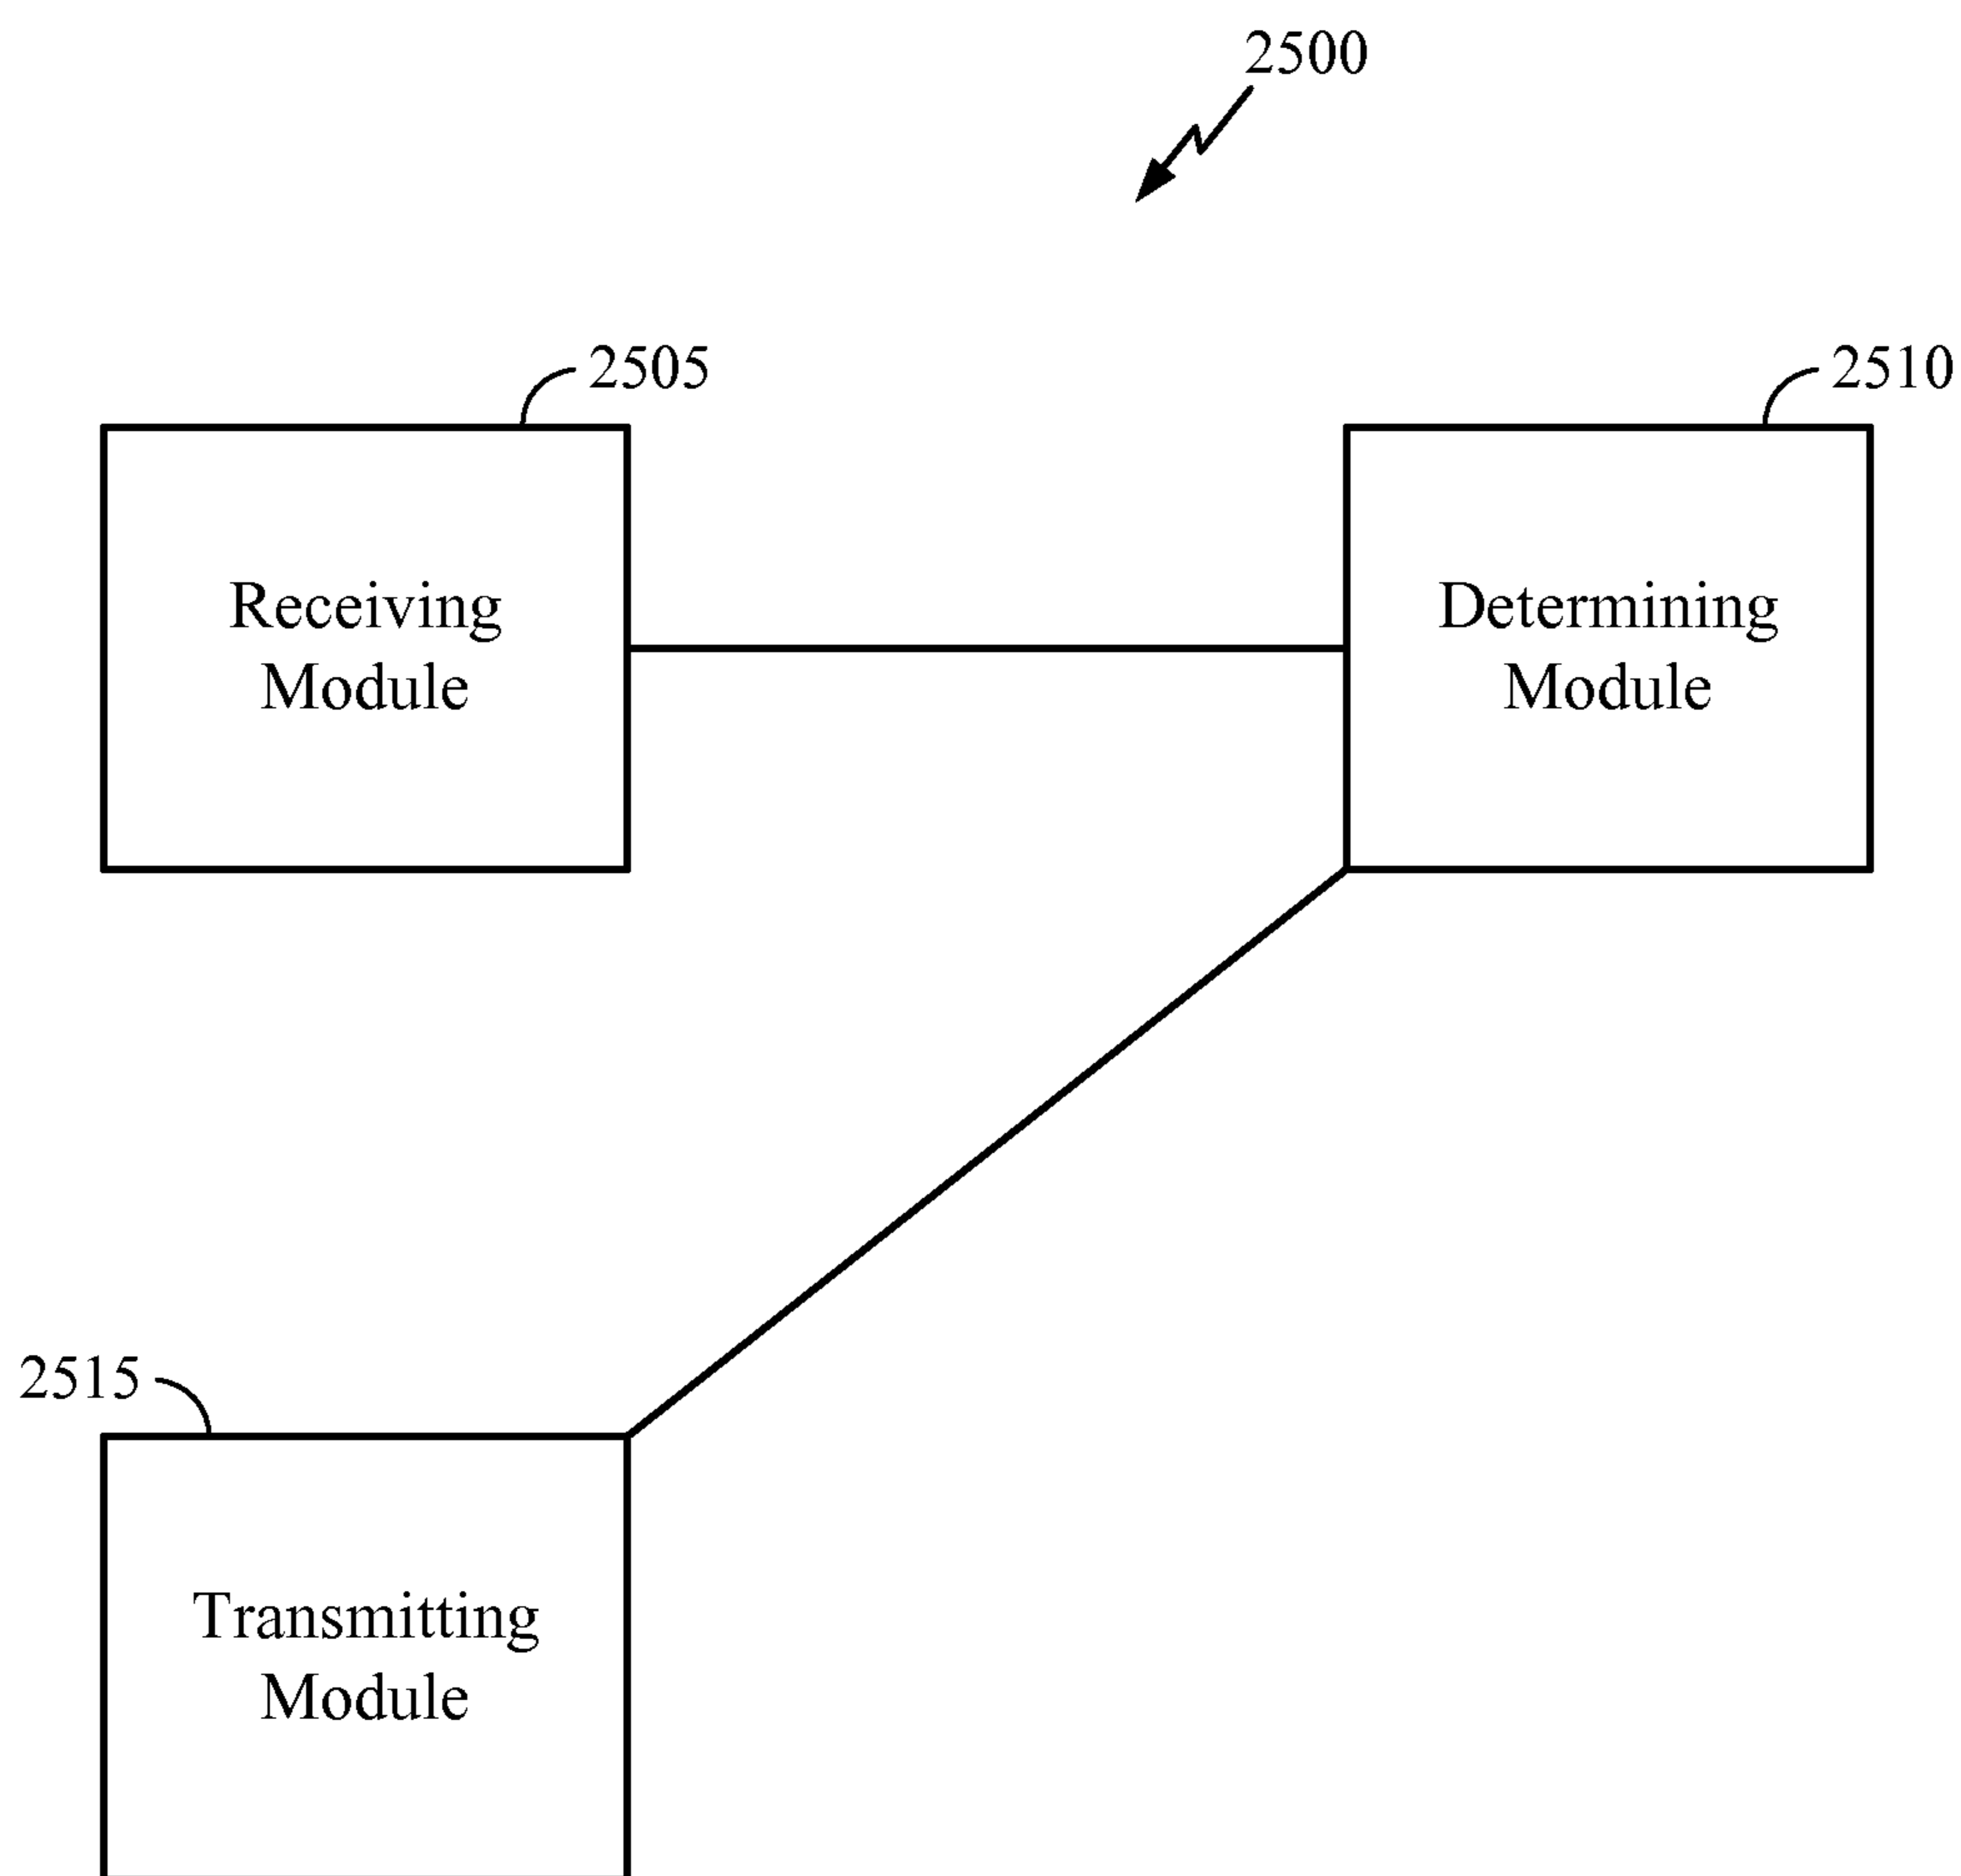 2500
2505
2510
Receiving
Module
Determining
Module
2515
Transmitting
Module